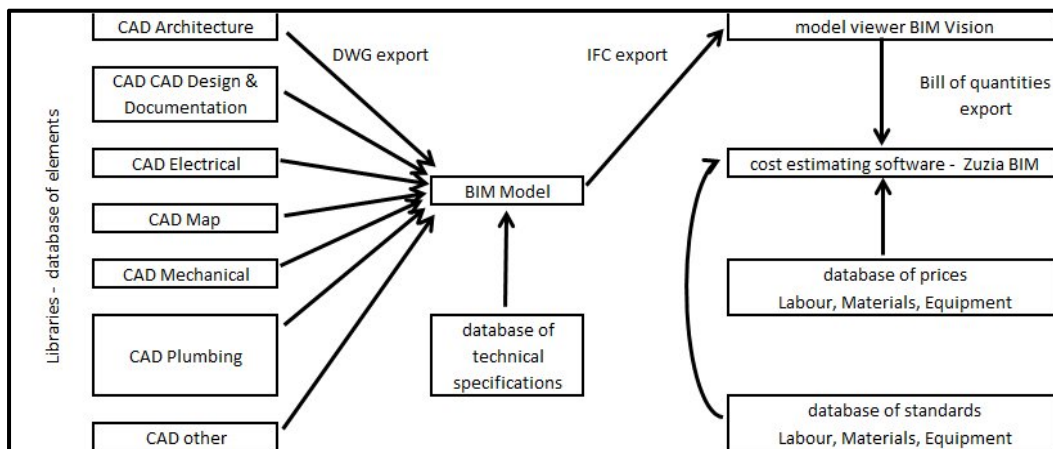 Libraries - database of elements
CAD Architecture
CAD CAD Design &
Documentation
CAD Electrical
CAD Map
CAD Mechanical
CAD Plumbing
CAD other
DWG export
BIM Model
database of
technical
specifications
IFC export
model viewer BIM Vision
Bill of quantities
export
cost estimating software - Zuzia BIM
database of prices
Labour, Materials, Equipment
database of standards
Labour, Materials, Equipment